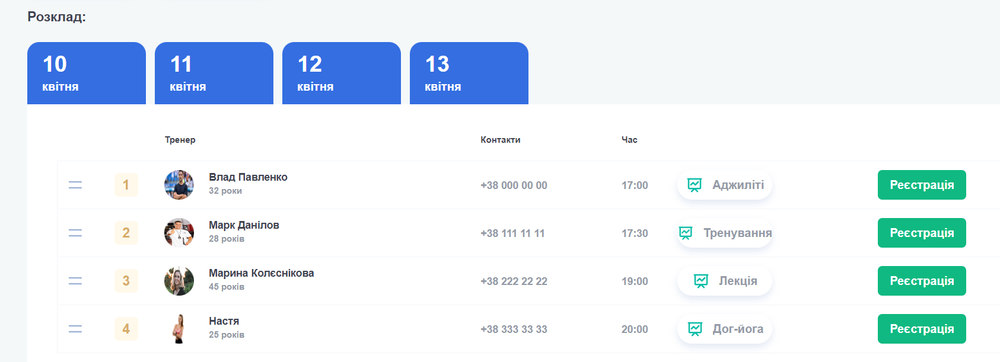 Розклад:
10
квітня
11
квітня
12
квітня
13
квітня
Тренер
Контакти
Час
1
Влад Павленко
32 роки
+38 000 00 00
17:00
Аджиліті
Реєстрація
2
Марк Данілов
28 років
+38 111 11 11
17:30
Тренування
Реєстрація
3
Марина Колєснікова
45 років
+38 222 22 22
19:00
Лекція
Реєстрація
4
Настя
25 років
+38 333 33 33
20:00
Дог-йога
Реєстрація